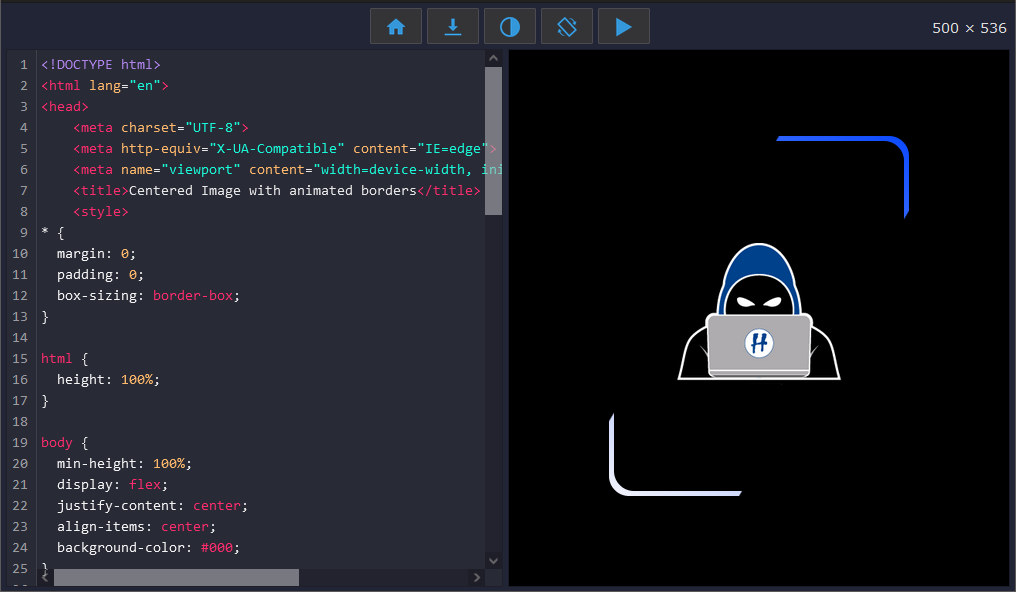 500 × 536
1 <!DOCTYPE html>
2 <html lang="en">
3 <head>
4     <meta charset="UTF-8">
5     <meta http-equiv="X-UA-Compatible" content="IE=edge">
6     <meta name="viewport" content="width=device-width, ini
7     <title>Centered Image with animated borders</title>
8     <style>
9 * {
10   margin: 0;
11   padding: 0;
12   box-sizing: border-box;
13 }
14
15 html {
16   height: 100%;
17 }
18
19 body {
20   min-height: 100%;
21   display: flex;
22   justify-content: center;
23   align-items: center;
24   background-color: #000;
25 }
H